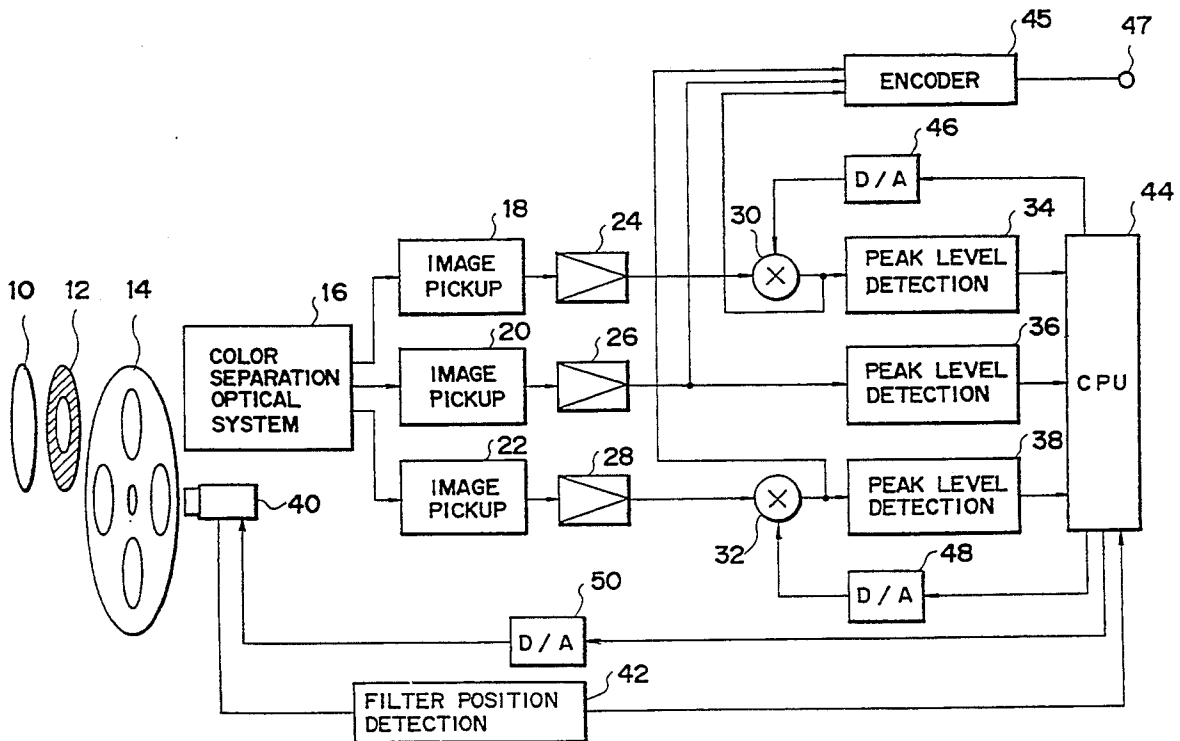 45
47
ENCODER
46
D/A
18
24
30
34
44
IMAGE
PICKUP
PEAK LEVEL
DETECTION
10
12
14
16
20
26
36
COLOR
SEPARATION
OPTICAL
SYSTEM
IMAGE
PICKUP
PEAK LEVEL
DETECTION
CPU
22
28
38
IMAGE
PICKUP
PEAK LEVEL
DETECTION
40
32
48
D/A
50
D/A
42
FILTER POSITION
DETECTION